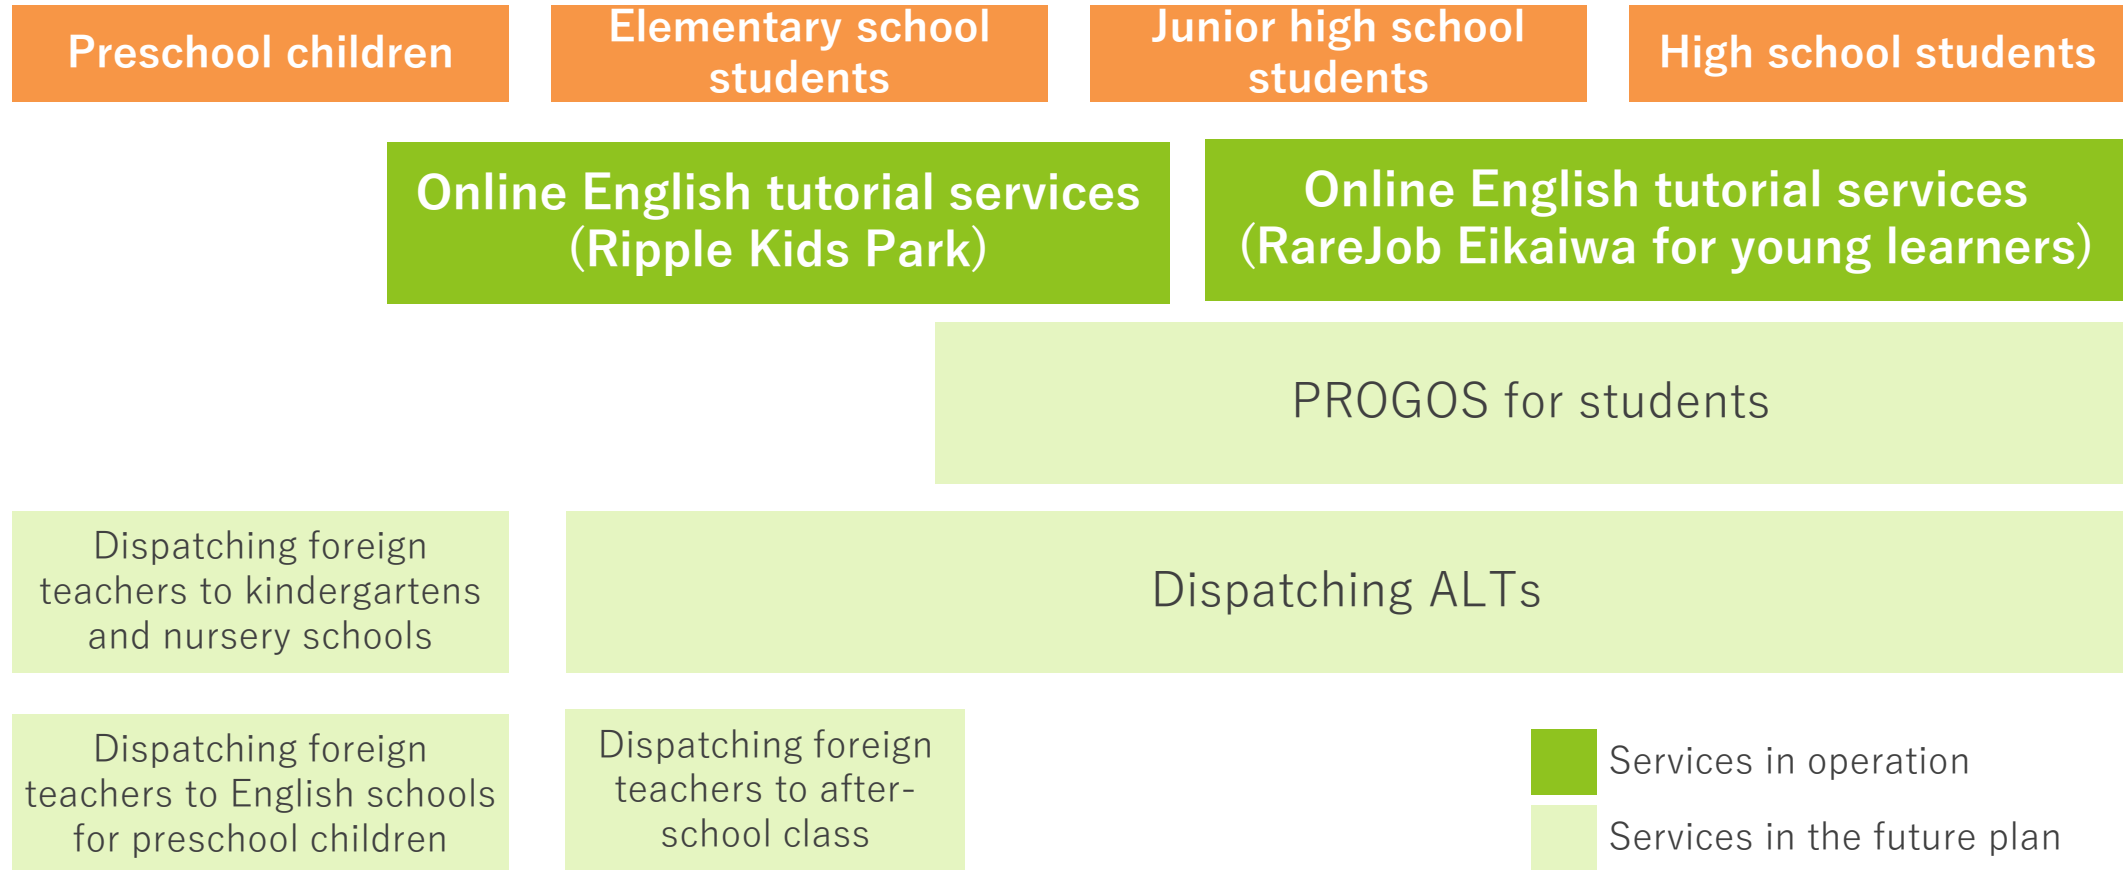 Preschool children
Elementary school
students
Junior high school
students
High school students
Online English tutorial services
(Ripple Kids Park)
Online English tutorial services
(RareJob Eikaiwa for young learners)
PROGOS for students
Dispatching foreign
teachers to kindergartens
and nursery schools
Dispatching ALTs
Dispatching foreign
teachers to English schools
for preschool children
Dispatching foreign
teachers to after-
school class
Services in operation
Services in the future plan